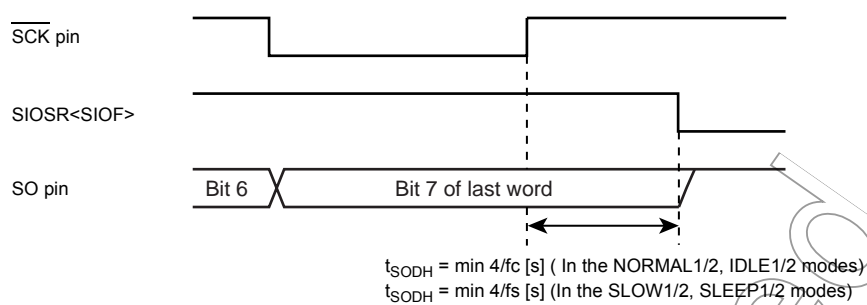 SCK pin
SIOSR<SIOF>
SO pin
Bit 6
Bit 7 of last word
tSODH = min 4/fc [s] ( In the NORMAL1/2, IDLE1/2 modes)
tSODH = min 4/fs [s] (In the SLOW1/2, SLEEP1/2 modes)